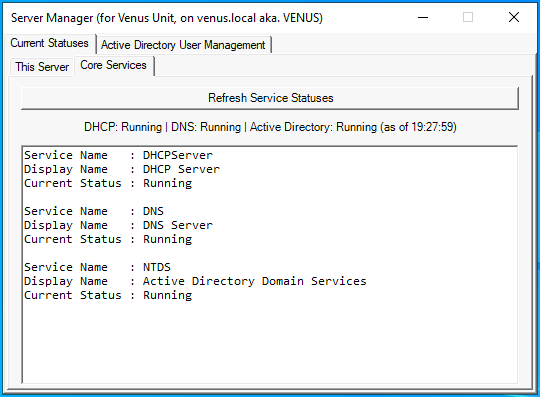 Server Manager (for Venus Unit, on venus.local aka. VENUS)
Current Statuses Active Directory User Management
This Server Core Services
Refresh Service Statuses
DHCP: Running | DNS: Running | Active Directory: Running (as of 19:27:59)
Service Name : DHCPServer
Display Name : DHCP Server
Current Status : Running
Service Name : DNS
Display Name : DNS Server
Current Status : Running
Service Name : NTDS
Display Name : Active Directory Domain Services
Current Status : Running